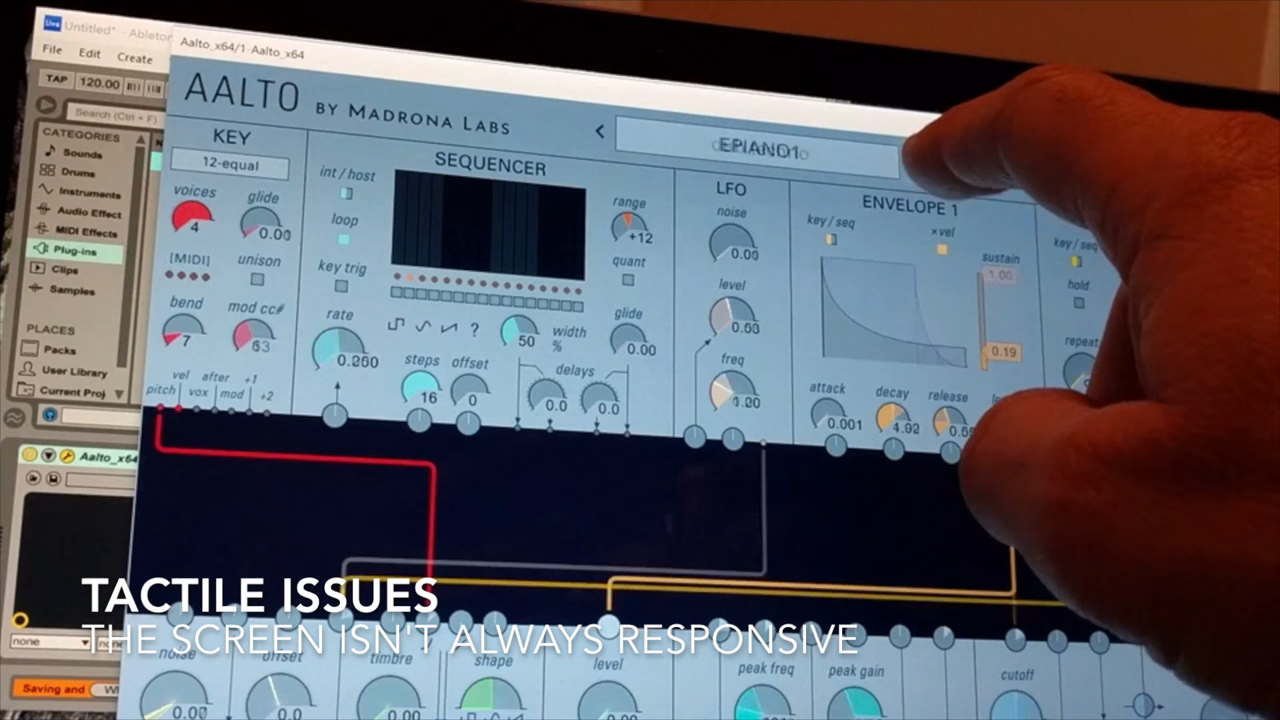 Untitled* - Ableton
File Edit Create
TAP 120.00
Search (Ctrl + F)
CATEGORIES
Sounds
Drums
Instruments
Audio Effect
MIDI Effects
Plug-ins
Clips
Samples
PLACES
Packs
User Library
Current Proj
Aalto_x64
none
Saving and
Aalto_x64/1-Aalto_x64
AALTO BY MADRONA LABS
< EPIANO1
KEY
12-equal
voices glide
4 0.00
[MIDI] unison
bend mod cc#
7 63
vel after +1
pitch vox mod +2
SEQUENCER
int / host
loop
key trig
range
+12
quant
rate
0.260
?
50 width
%
glide
0.00
steps offset
16 0
delays
0.0 0.0
LFO
noise
0.00
level
0.60
freq
1.20
ENVELOPE 1
key / seq ×vel
sustain
1.00
0.19
attack decay release
0.001 4.02
key / seq
hold
repeat
TACTILE ISSUES
THE SCREEN ISN'T ALWAYS RESPONSIVE
noise offset timbre shape level peak freq peak gain cutoff
0.00 0.0 0.00